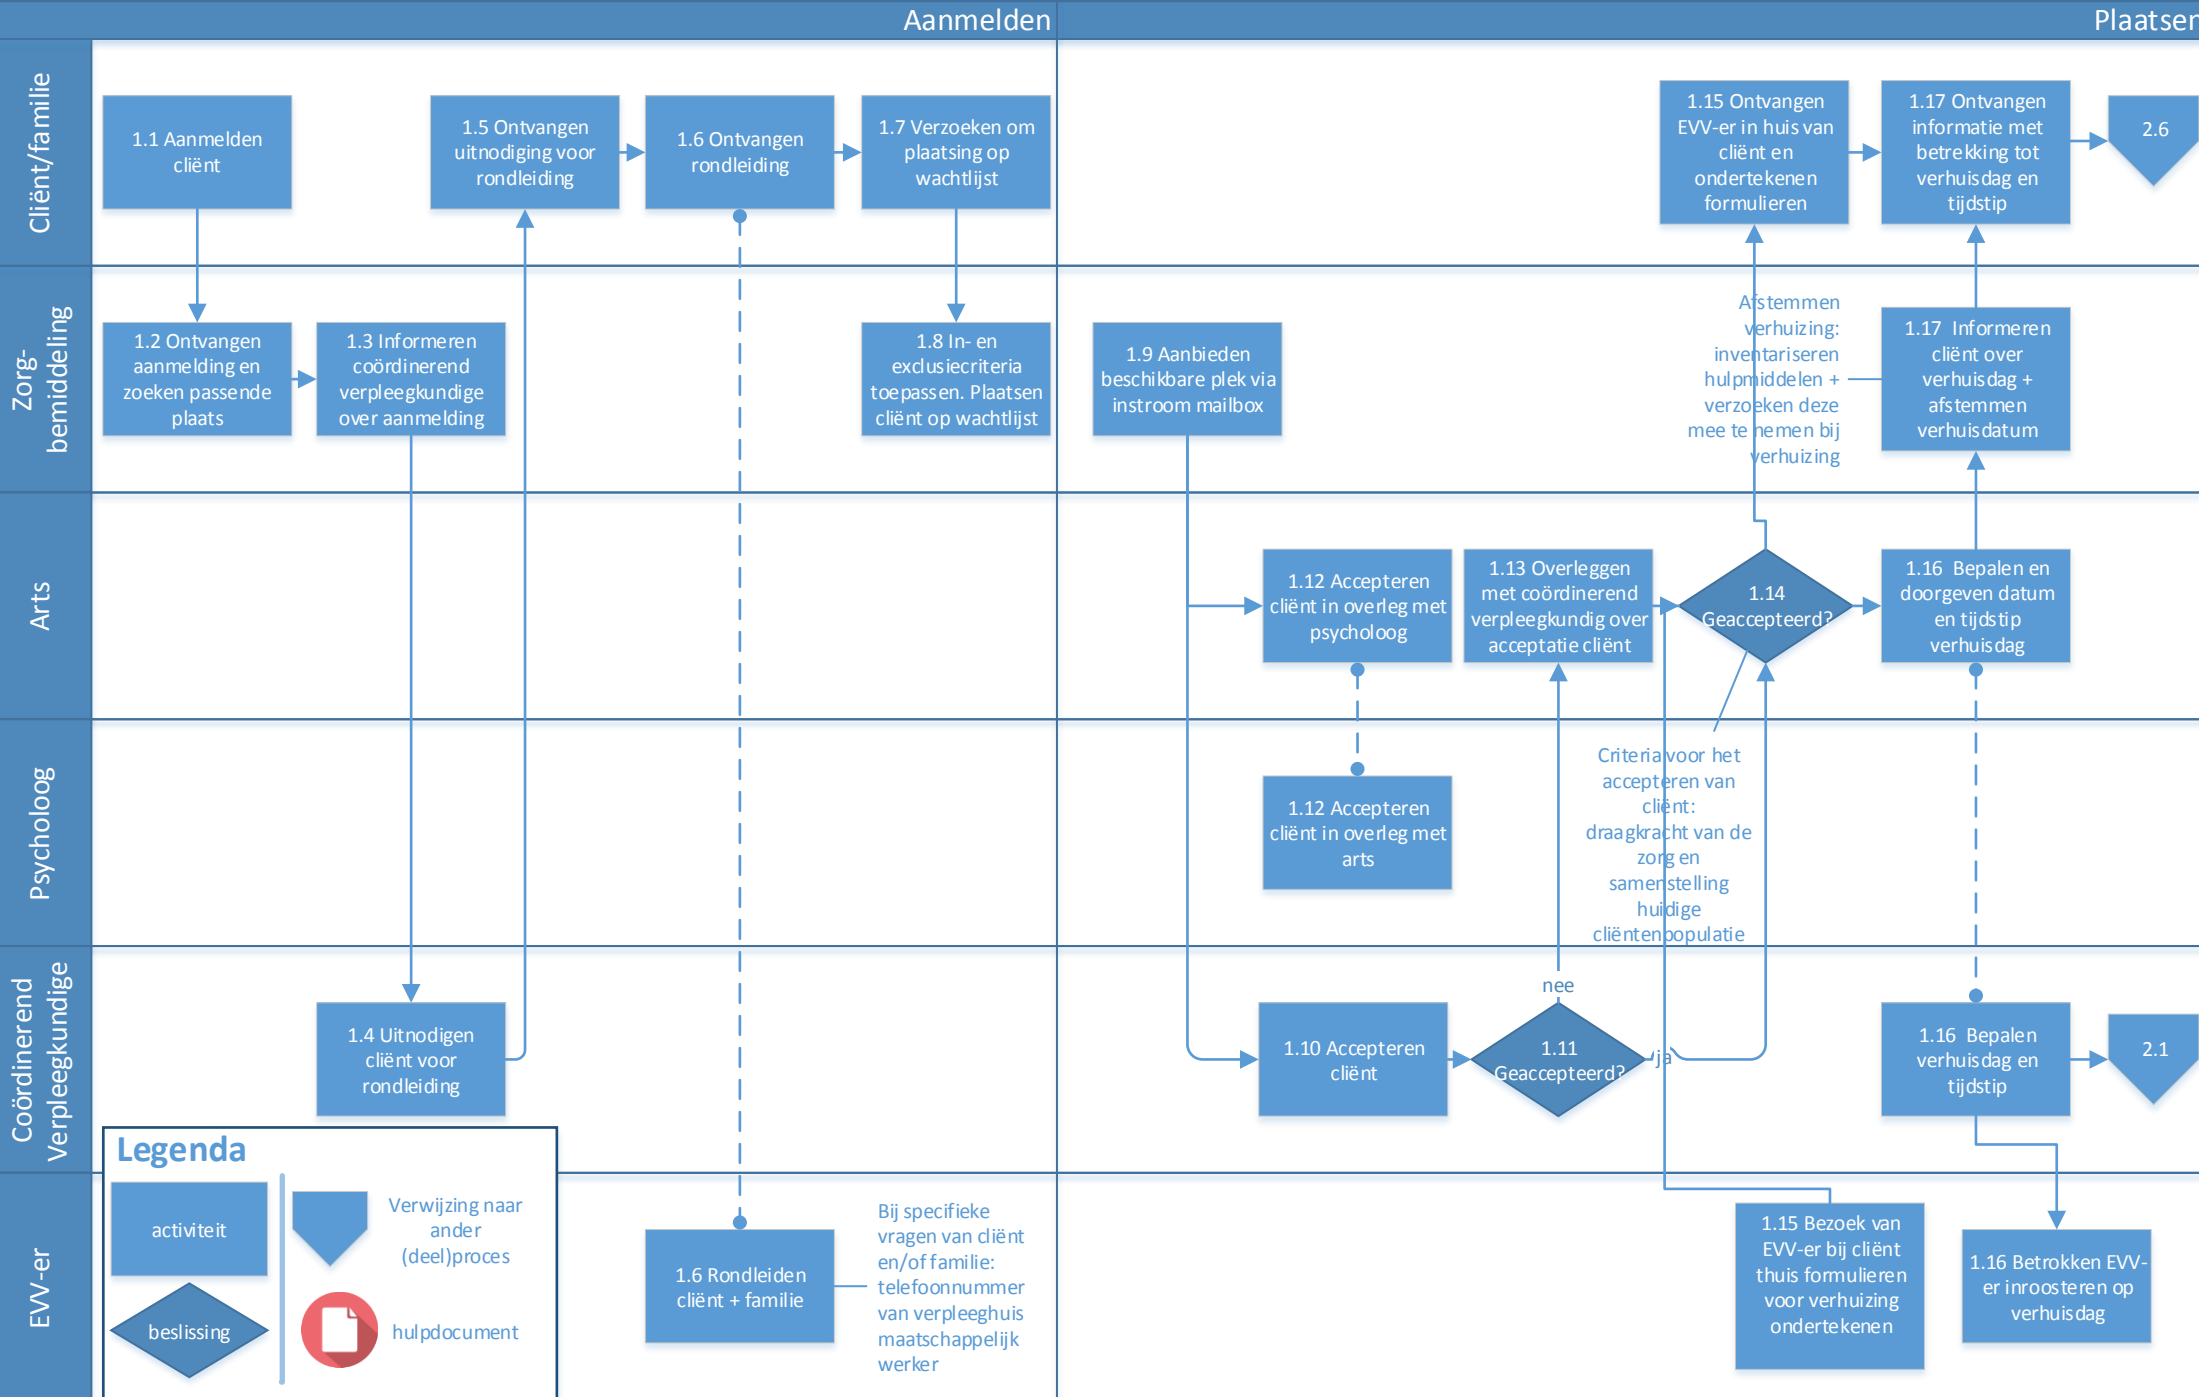 Aanmelden
Plaatsen
Cliënt/familie
1.1 Aanmelden
cliënt
1.5 Ontvangen
uitnodiging voor
rondleiding
1.6 Ontvangen
rondleiding
1.7 Verzoeken om
plaatsing op
wachtlijst
1.15 Ontvangen
EVV-er in huis van
cliënt en
ondertekenen
formulieren
1.17 Ontvangen
informatie met
betrekking tot
verhuisdag en
tijdstip
2.6
Zorg-
bemiddeling
1.2 Ontvangen
aanmelding en
zoeken passende
plaats
1.3 Informeren
coördinerend
verpleegkundige
over aanmelding
1.8 In- en
exclusiecriteria
toepassen. Plaatsen
cliënt op wachtlijst
1.9 Aanbieden
beschikbare plek via
instroom mailbox
Afstemmen
verhuizing:
inventariseren
hulpmiddelen +
verzoeken deze
mee te nemen bij
verhuizing
1.17 Informeren
cliënt over
verhuisdag +
afstemmen
verhuisdatum
Arts
1.12 Accepteren
cliënt in overleg met
psycholoog
1.13 Overleggen
met coördinerend
verpleegkundig over
acceptatie cliënt
1.14
Geaccepteerd?
1.16 Bepalen en
doorgeven datum
en tijdstip
verhuisdag
Psycholoog
1.12 Accepteren
cliënt in overleg met
arts
Criteria voor het
accepteren van
cliënt:
draagkracht van de
zorg en
samenstelling
huidige
cliëntenpopulatie
Coördinerend
Verpleegkundige
1.4 Uitnodigen
cliënt voor
rondleiding
1.10 Accepteren
cliënt
nee
1.11
Geaccepteerd?
ja
1.16 Bepalen
verhuisdag en
tijdstip
2.1
EVV-er
Legenda
activiteit
Verwijzing naar
ander
(deel)proces
beslissing
hulpdocument
1.6 Rondleiden
cliënt + familie
Bij specifieke
vragen van cliënt
en/of familie:
telefoonnummer
van verpleeghuis
maatschappelijk
werker
1.15 Bezoek van
EVV-er bij cliënt
thuis formulieren
voor verhuizing
ondertekenen
1.16 Betrokken EVV-
er inroosteren op
verhuisdag